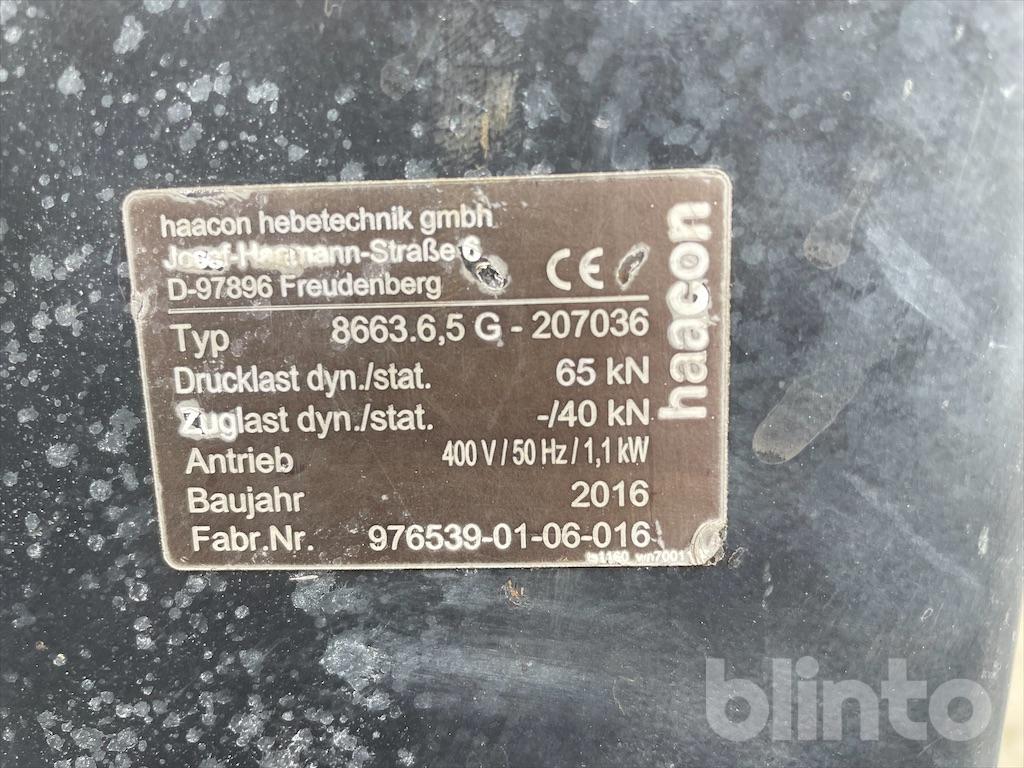 haacon hebetechnik gmbh
Josef-Haamann-Straße 6
D-97896 Freudenberg
CE
haacon
Typ 8663.6,5 G - 207036
Drucklast dyn./stat. 65 kN
Zuglast dyn./stat. -/40 kN
Antrieb 400 V / 50 Hz / 1,1 kW
Baujahr 2016
Fabr.Nr. 976539-01-06-016
ts1160
blinto